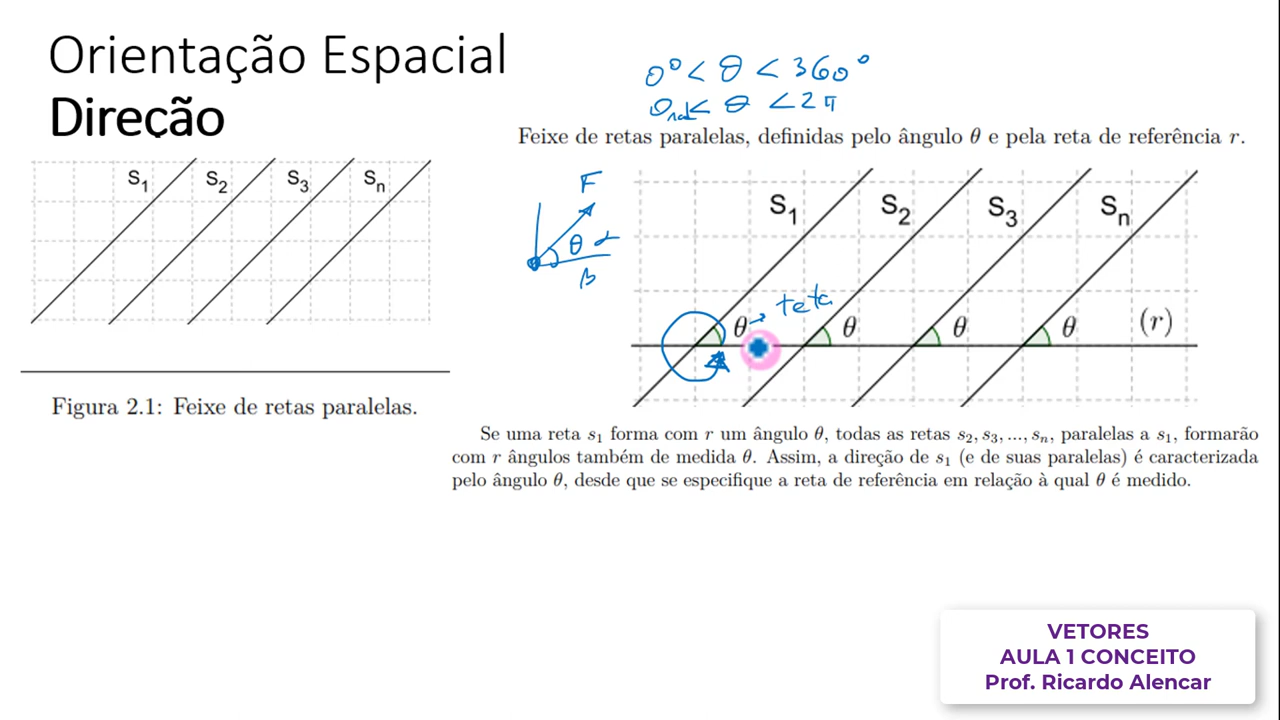 Orientação Espacial
Direção
0° < θ < 360°
0rad < θ < 2π
Feixe de retas paralelas, definidas pelo ângulo θ e pela reta de referência r.
S1 S2 S3 Sn
Figura 2.1: Feixe de retas paralelas.
F
θ α
β
S1 S2 S3 Sn
θ → teta θ θ θ (r)
Se uma reta s1 forma com r um ângulo θ, todas as retas s2, s3, ..., sn, paralelas a s1, formarão
com r ângulos também de medida θ. Assim, a direção de s1 (e de suas paralelas) é caracterizada
pelo ângulo θ, desde que se especifique a reta de referência em relação à qual θ é medido.
VETORES
AULA 1 CONCEITO
Prof. Ricardo Alencar